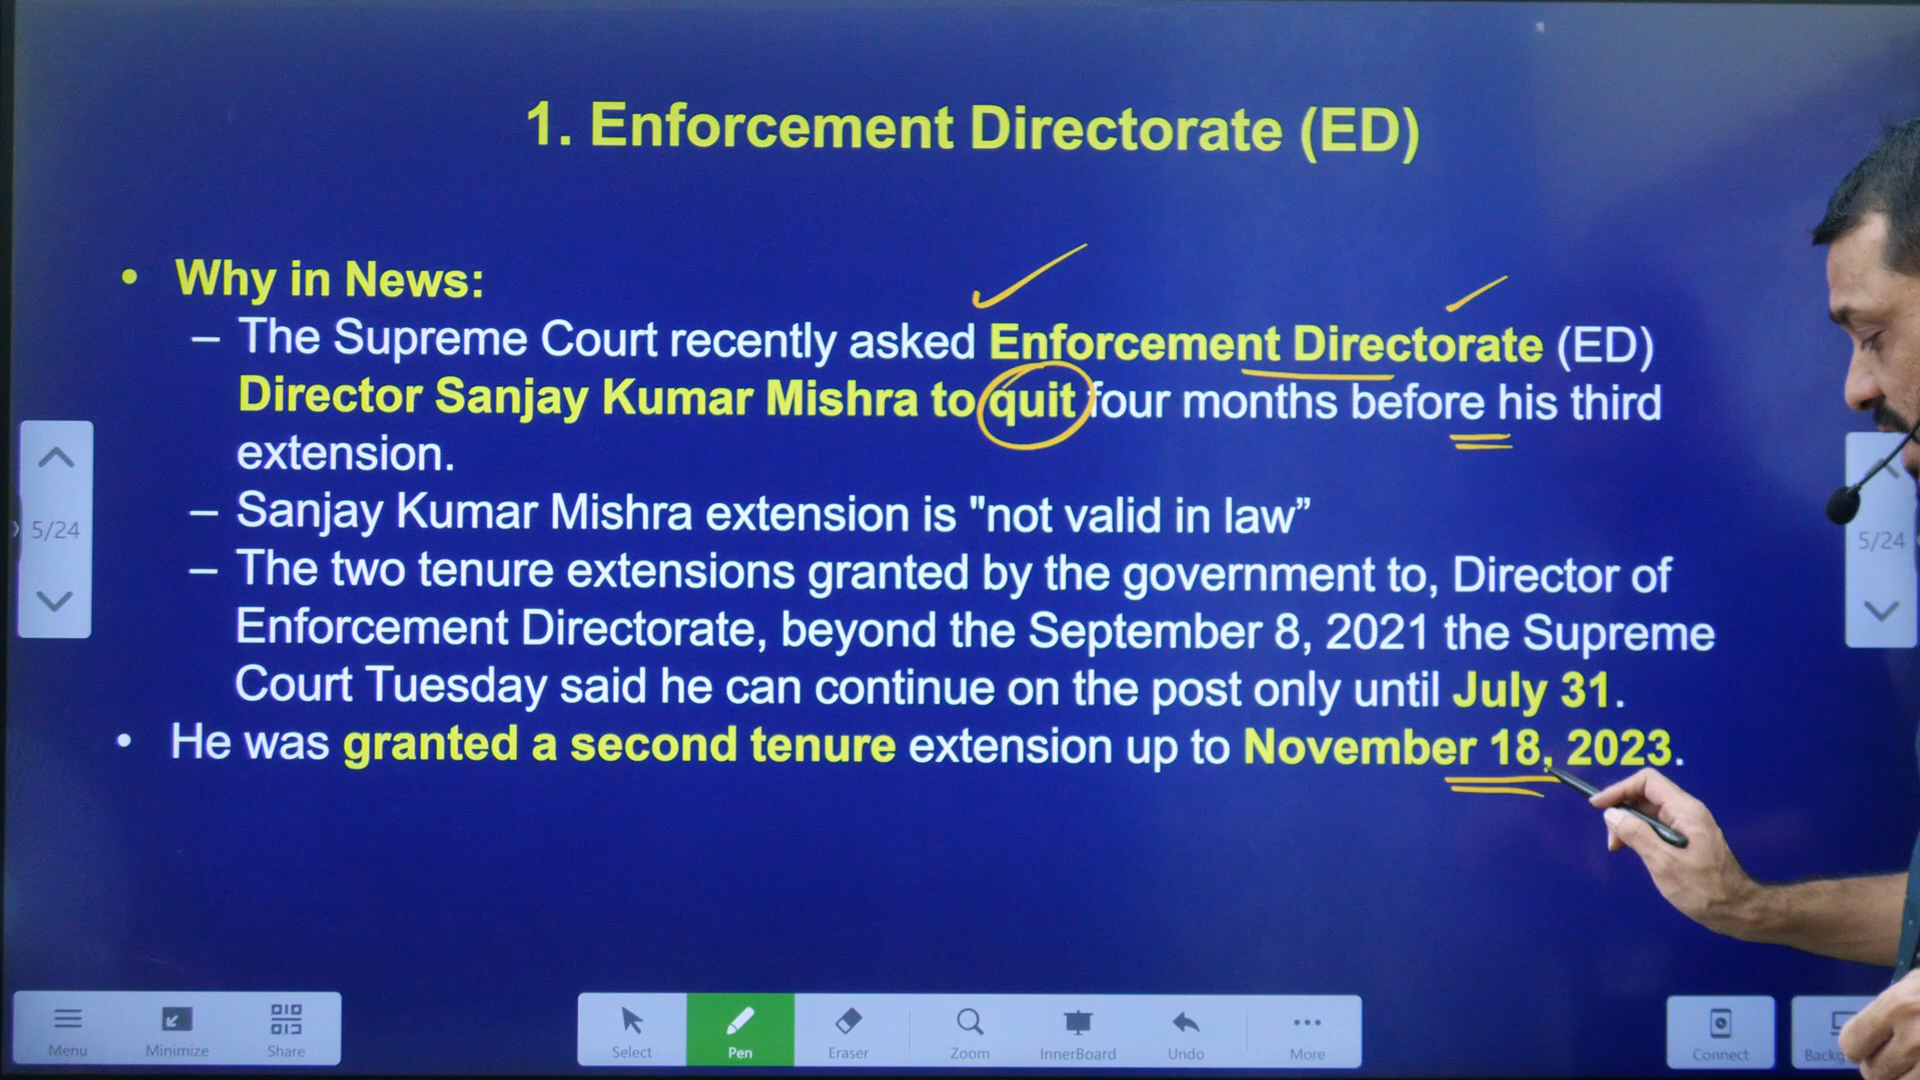 1. Enforcement Directorate (ED)
• Why in News:
– The Supreme Court recently asked Enforcement Directorate (ED)
Director Sanjay Kumar Mishra to quit four months before his third
extension.
– Sanjay Kumar Mishra extension is "not valid in law”
– The two tenure extensions granted by the government to, Director of
Enforcement Directorate, beyond the September 8, 2021 the Supreme
Court Tuesday said he can continue on the post only until July 31.
• He was granted a second tenure extension up to November 18, 2023.
5/24
5/24
Menu Minimize Share Select Pen Eraser Zoom InnerBoard Undo More Connect